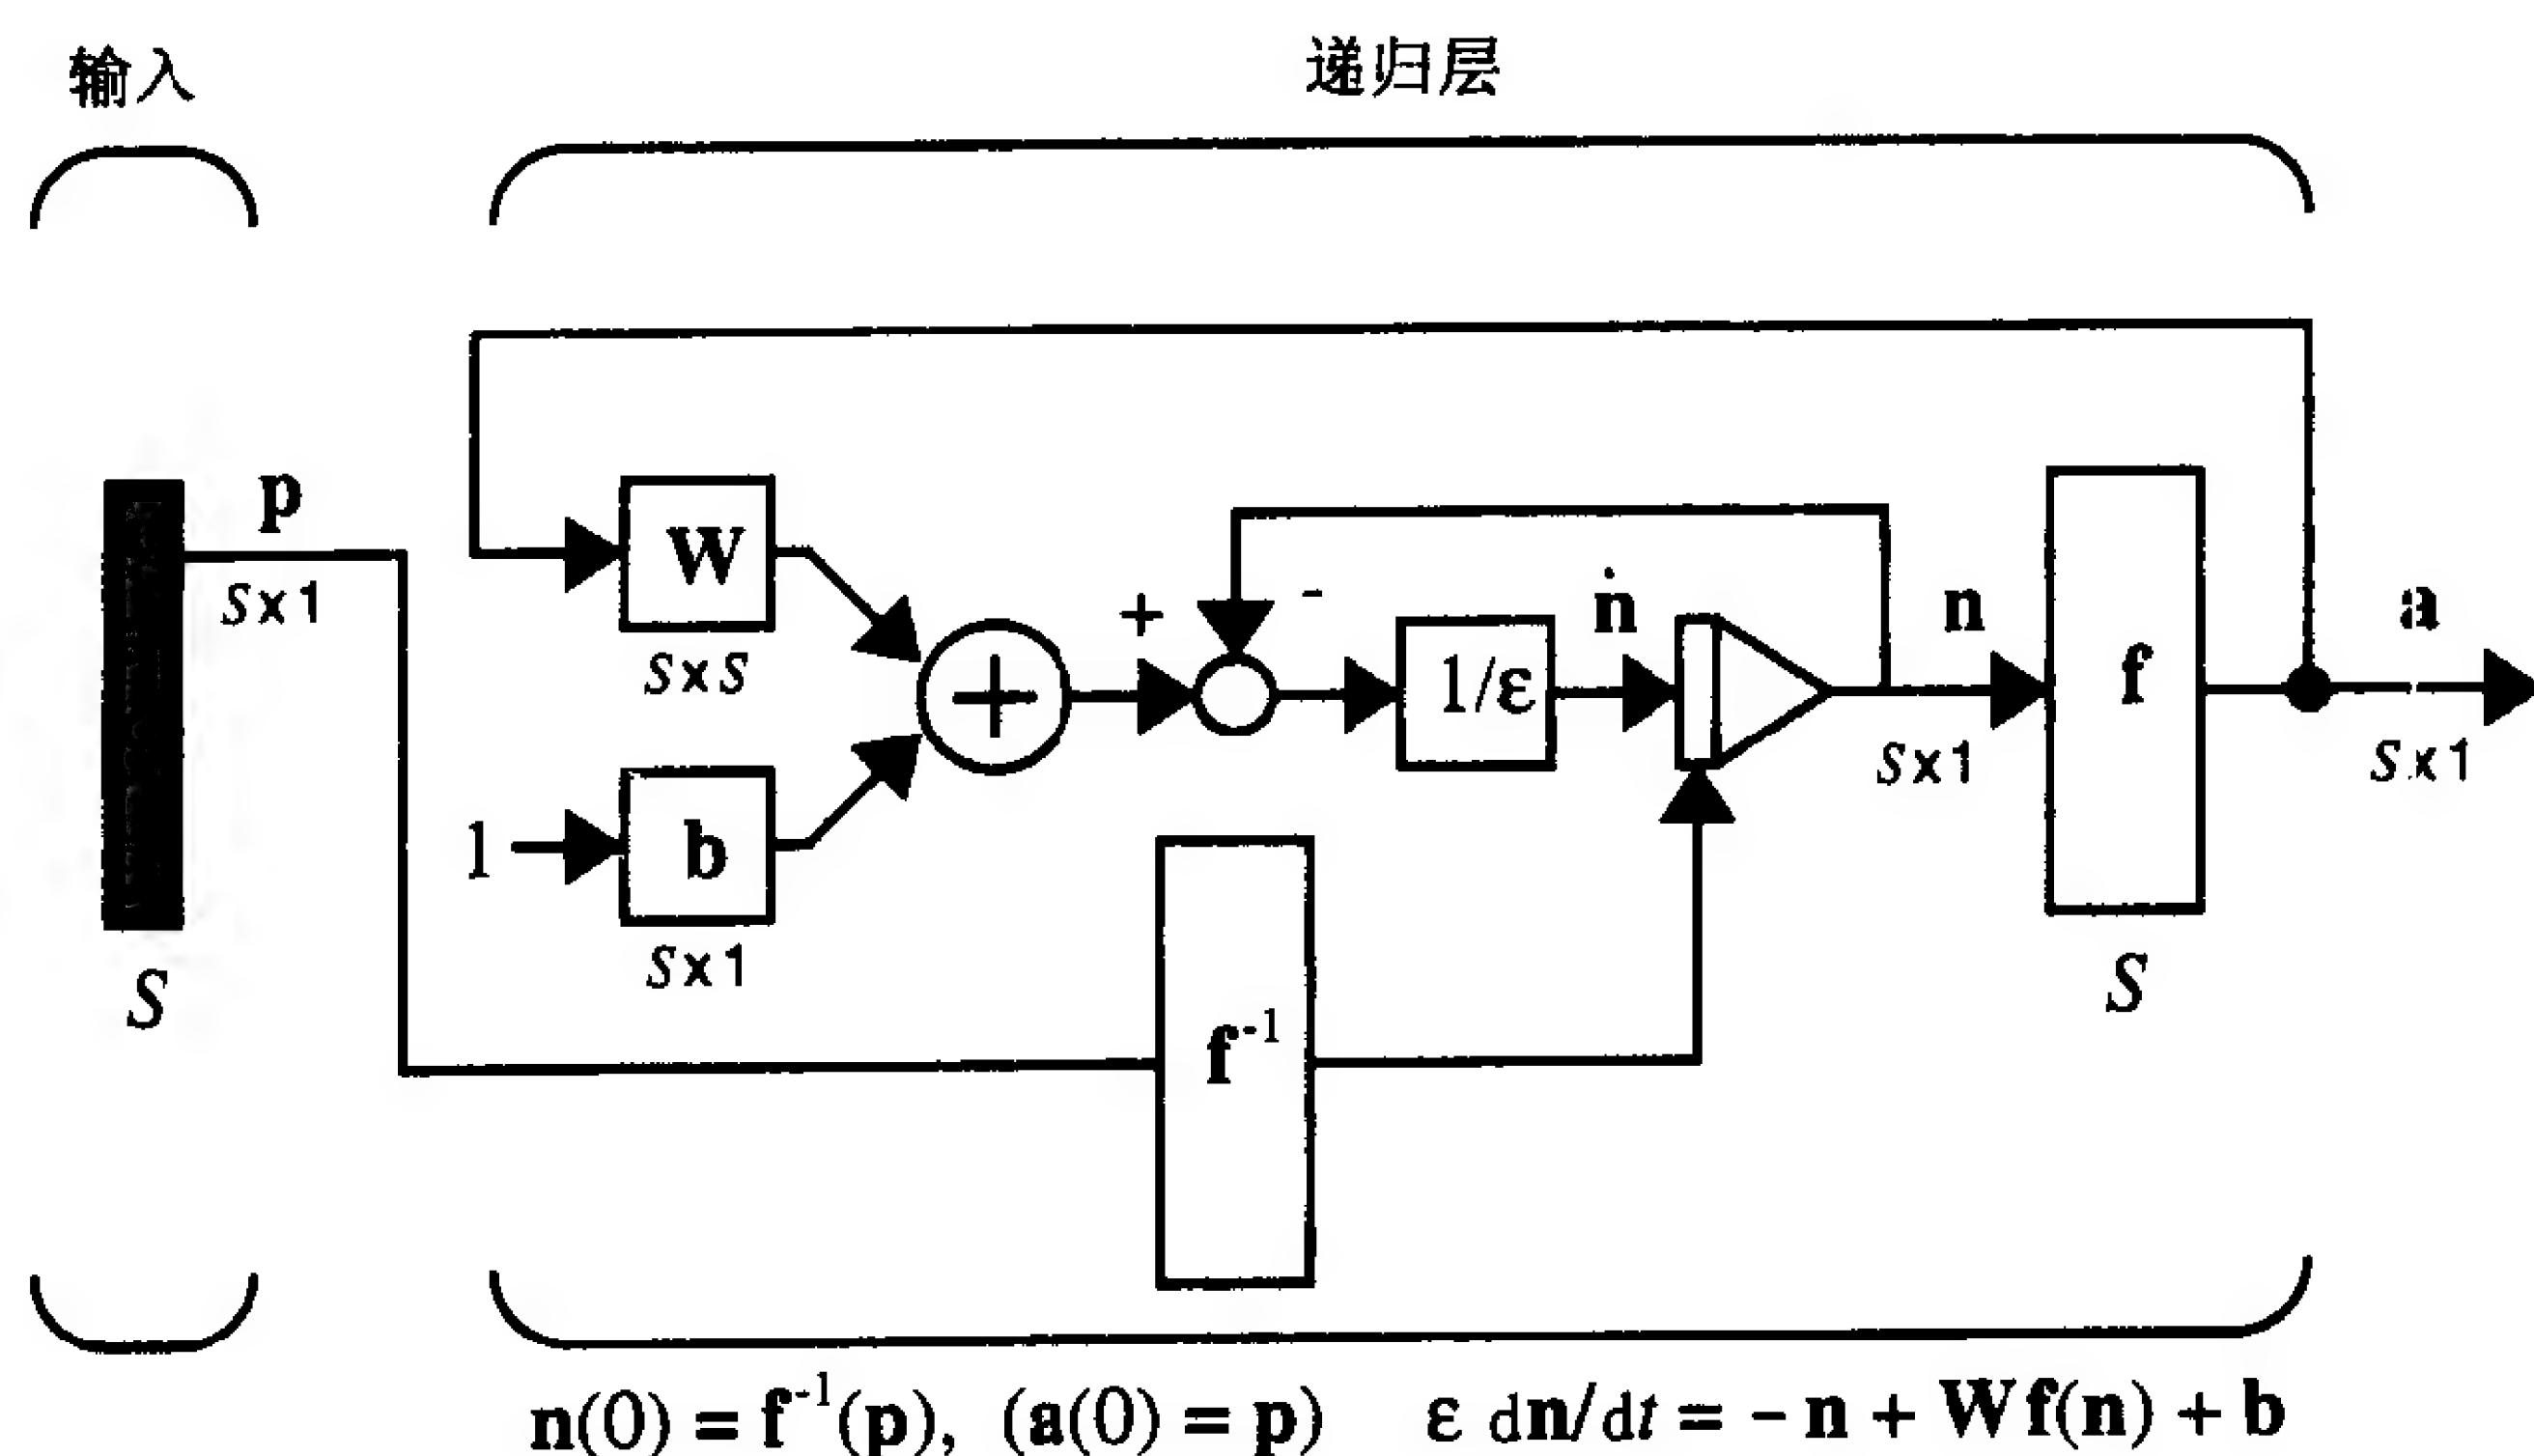 输入
递归层
p
S×1
W
S×S
+
-
ṅ
n
a
1/ε
f
S×1
S×1
1
b
S×1
S
S
f⁻¹
n(0) = f⁻¹(p), (a(0) = p) ε dn/dt = − n + Wf(n) + b